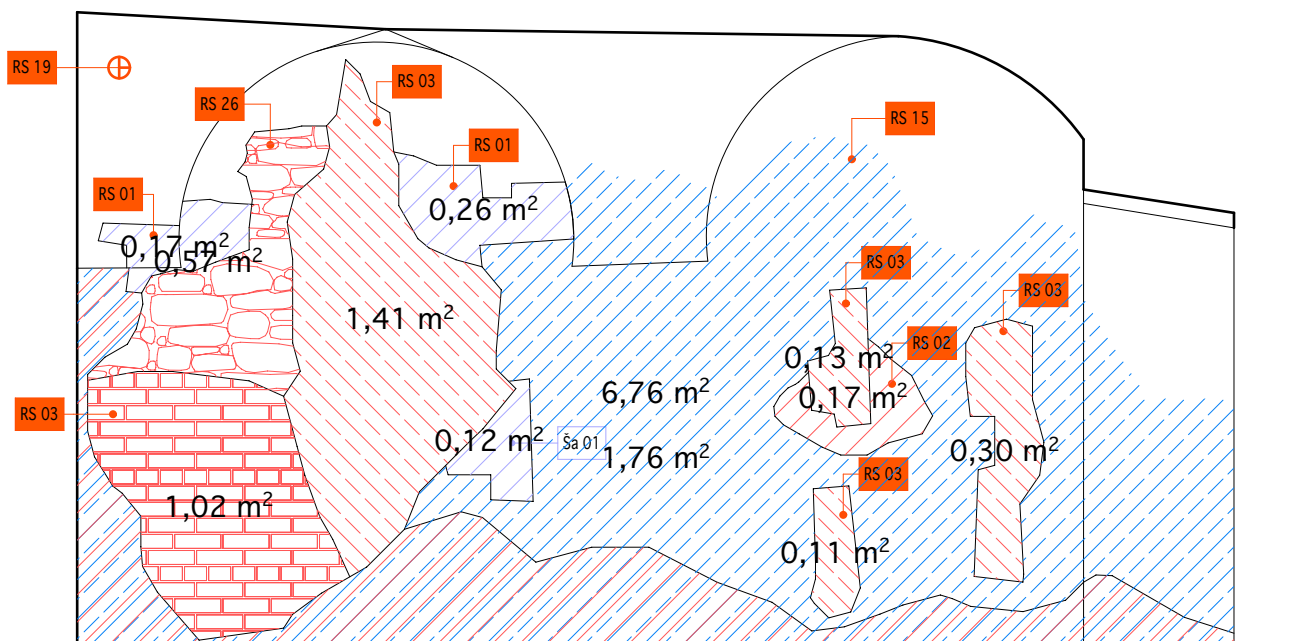 RS 19
RS 03
RS 26
RS 15
RS 01
RS 01
0,26 m²
0,17 m²
0,57 m²
RS 03
RS 03
1,41 m²
RS 02
0,13 m²
6,76 m²
0,17 m²
RS 03
0,12 m²
Ša 01
0,30 m²
1,76 m²
RS 03
1,02 m²
0,11 m²